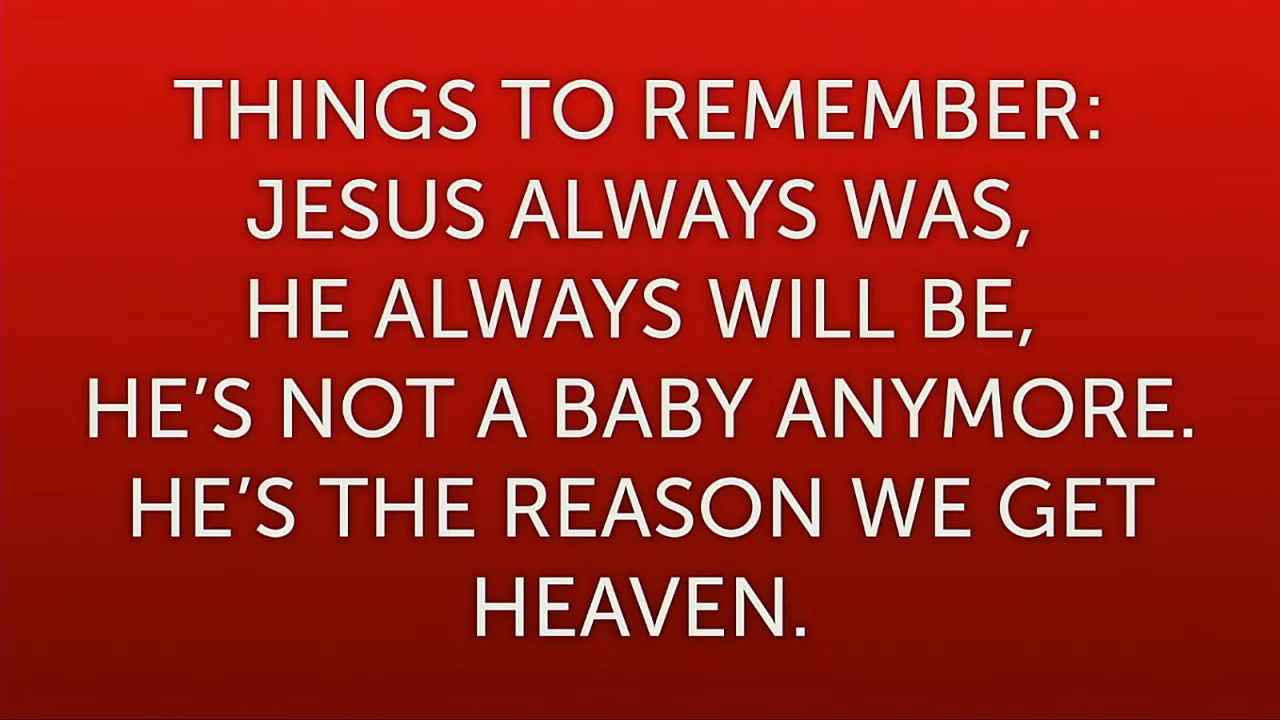 THINGS TO REMEMBER:
JESUS ALWAYS WAS,
HE ALWAYS WILL BE,
HE’S NOT A BABY ANYMORE.
HE’S THE REASON WE GET
HEAVEN.